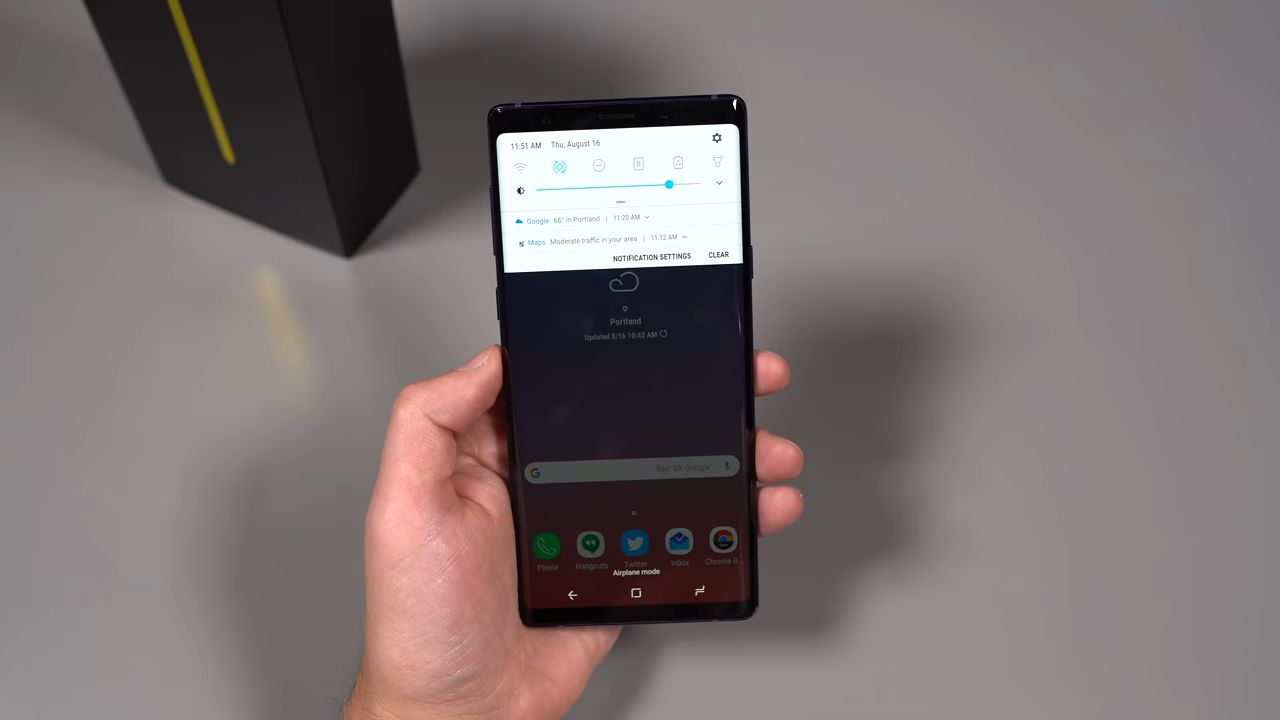 11:51 AM | Thu, August 16
Google 66° in Portland | 11:20 AM
Maps Moderate traffic in your area | 11:12 AM
NOTIFICATION SETTINGS CLEAR
Portland
Updated 8/16 10:42 AM
G Say "Ok Google"
Phone Hangouts Twitter Inbox Chrome B...
Airplane mode